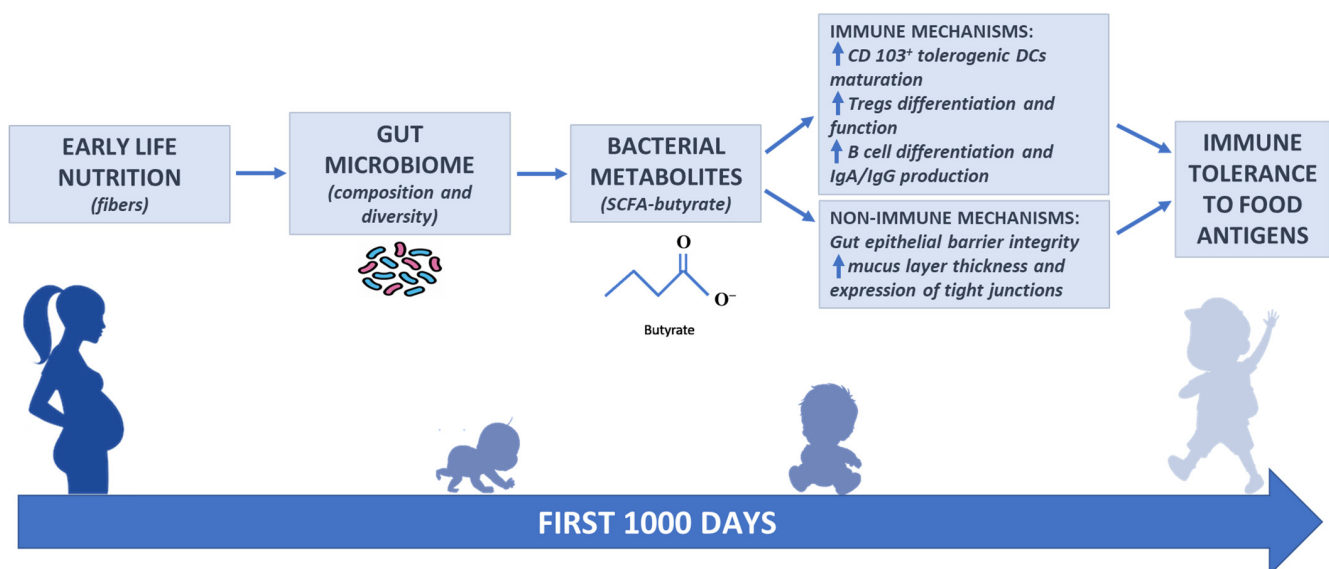 EARLY LIFE
NUTRITION
(fibers)
GUT
MICROBIOME
(composition and
diversity)
BACTERIAL
METABOLITES
(SCFA-butyrate)
O
O⁻
Butyrate
IMMUNE MECHANISMS:
CD 103⁺ tolerogenic DCs
maturation
Tregs differentiation and
function
B cell differentiation and
IgA/IgG production
NON-IMMUNE MECHANISMS:
Gut epithelial barrier integrity
mucus layer thickness and
expression of tight junctions
IMMUNE
TOLERANCE
TO FOOD
ANTIGENS
FIRST 1000 DAYS